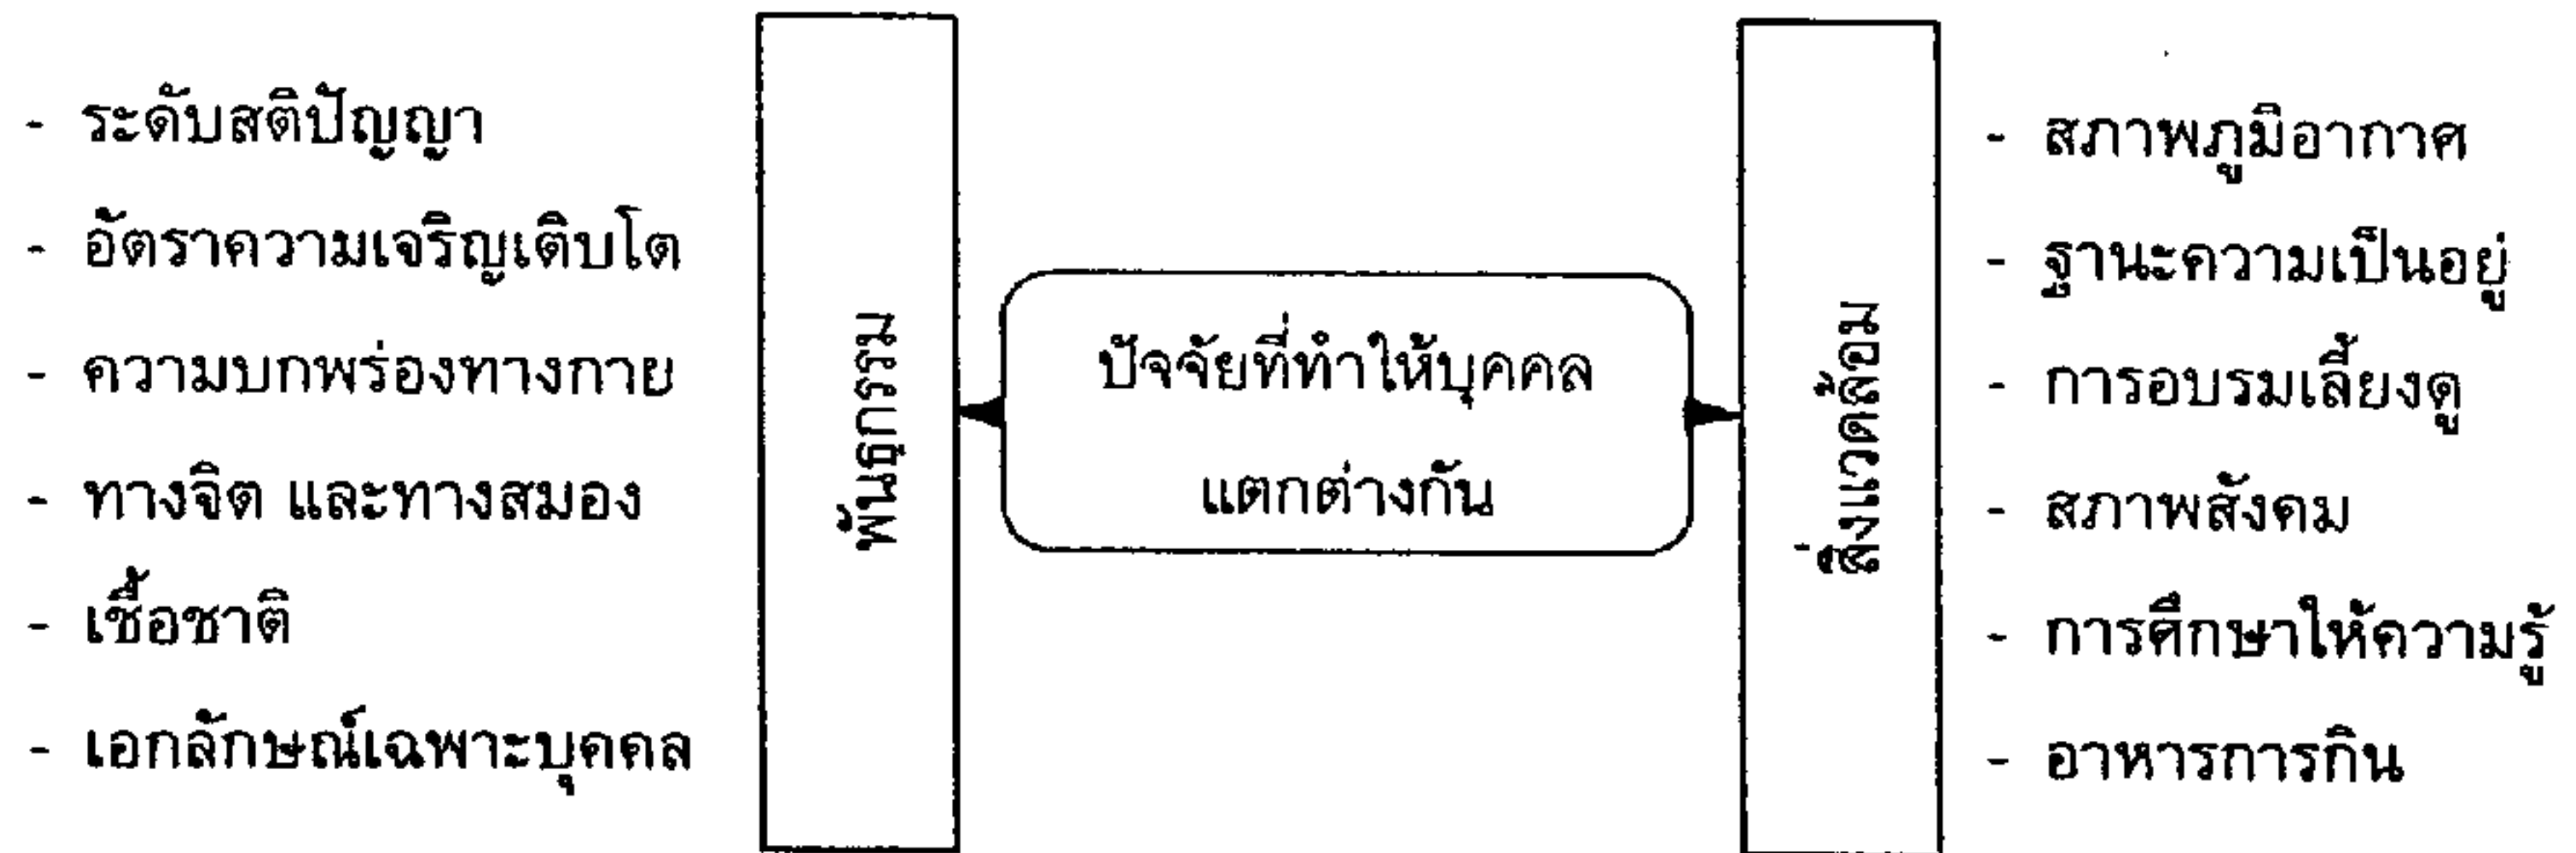 - ระดับสติปัญญา
- อัตราความเจริญเติบโต
- ความบกพร่องทางกาย
- ทางจิต และทางสมอง
- เชื้อชาติ
- เอกลักษณ์เฉพาะบุคคล
พันธุกรรม
ปัจจัยที่ทำให้บุคคล
แตกต่างกัน
สิ่งแวดล้อม
- สภาพภูมิอากาศ
- ฐานะความเป็นอยู่
- การอบรมเลี้ยงดู
- สภาพสังคม
- การศึกษาให้ความรู้
- อาหารการกิน